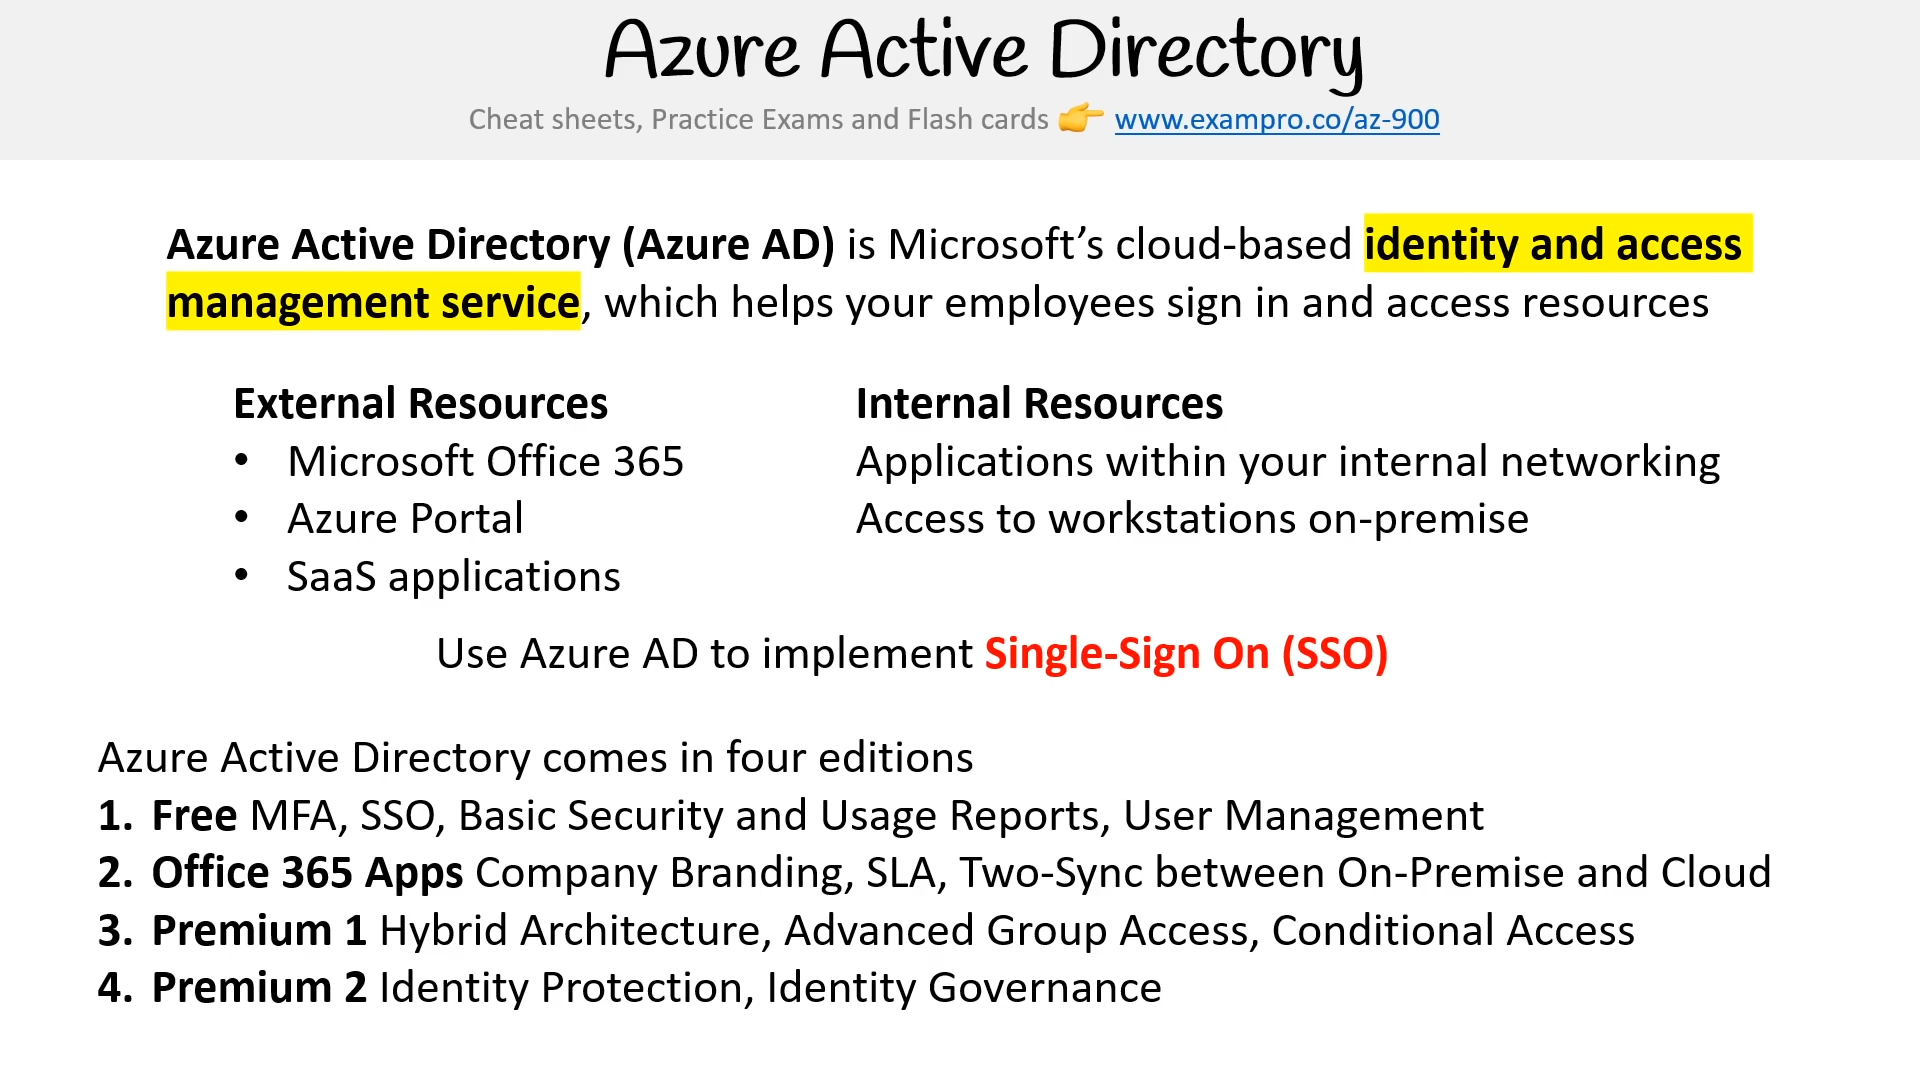 Azure Active Directory
Cheat sheets, Practice Exams and Flash cards 👉 www.exampro.co/az-900
Azure Active Directory (Azure AD) is Microsoft’s cloud-based identity and access
management service, which helps your employees sign in and access resources
External Resources
• Microsoft Office 365
• Azure Portal
• SaaS applications
Internal Resources
Applications within your internal networking
Access to workstations on-premise
Use Azure AD to implement Single-Sign On (SSO)
Azure Active Directory comes in four editions
1. Free MFA, SSO, Basic Security and Usage Reports, User Management
2. Office 365 Apps Company Branding, SLA, Two-Sync between On-Premise and Cloud
3. Premium 1 Hybrid Architecture, Advanced Group Access, Conditional Access
4. Premium 2 Identity Protection, Identity Governance